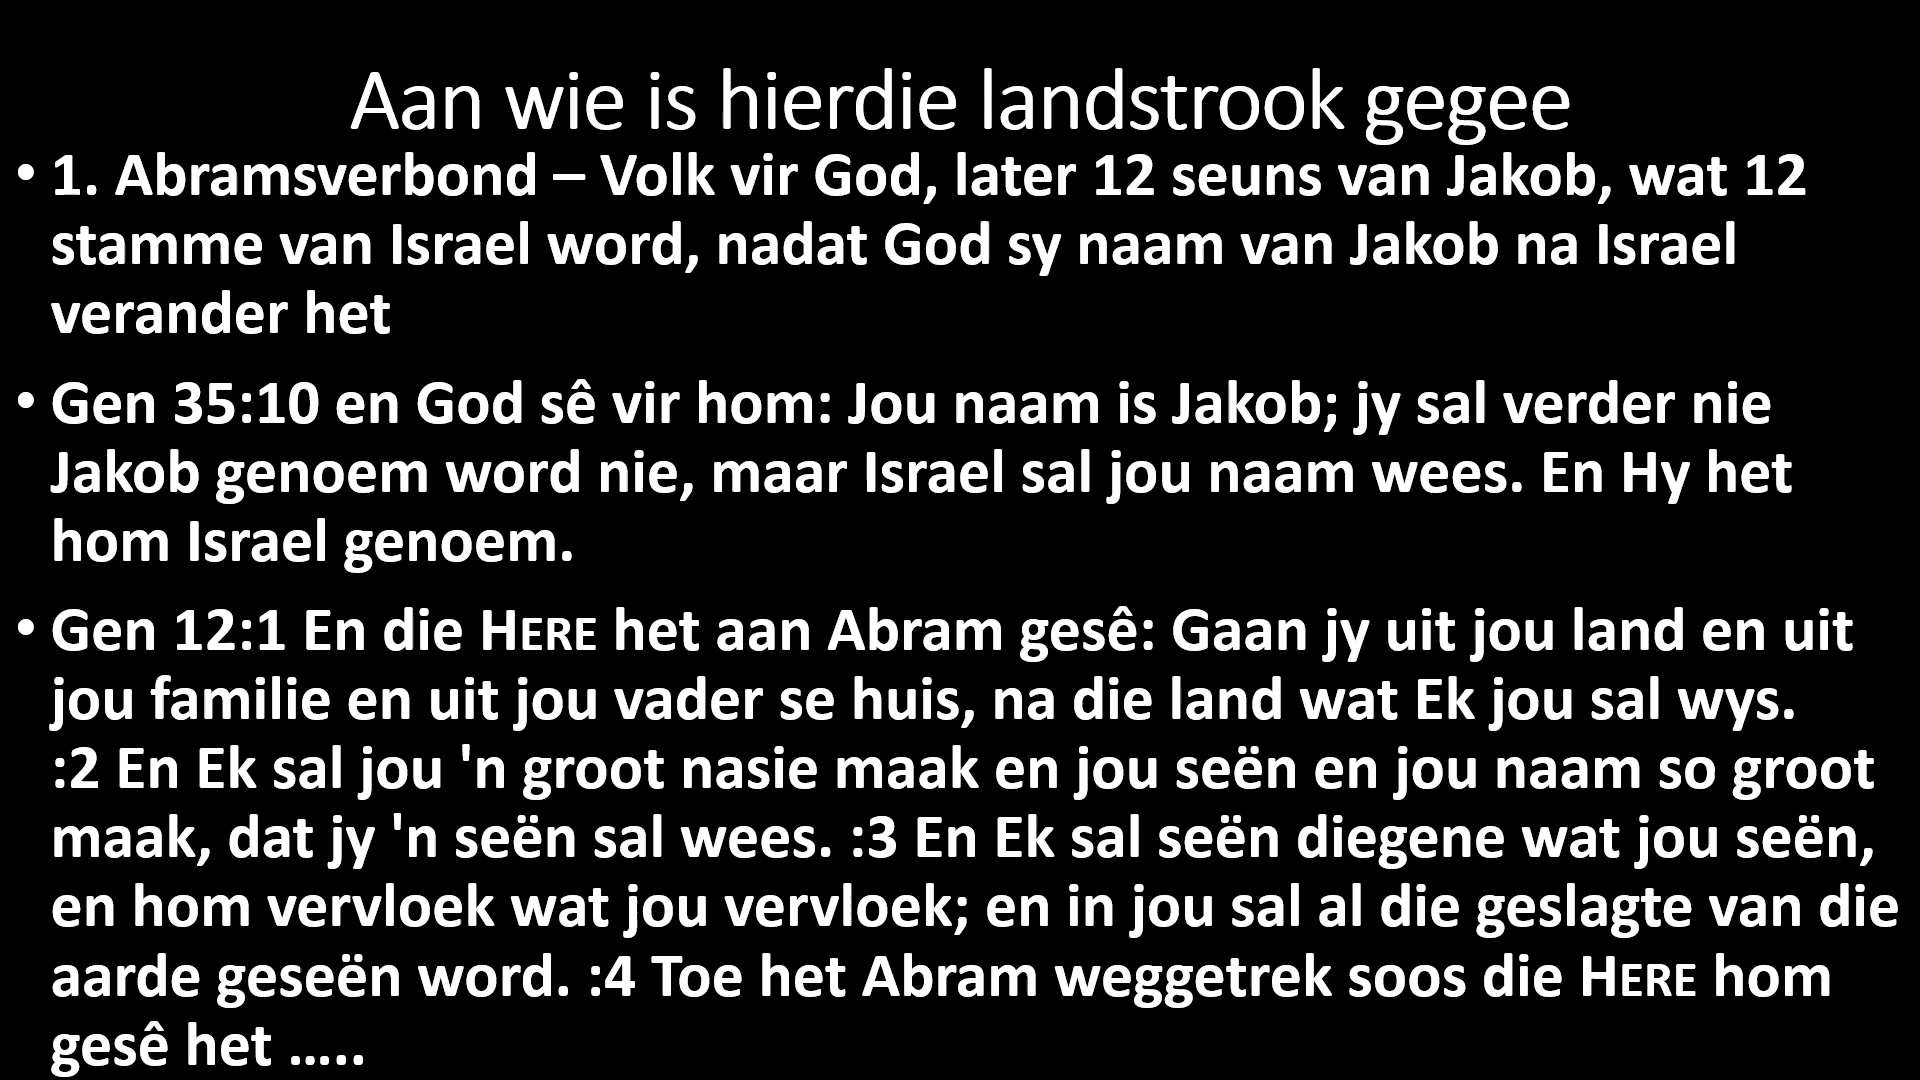 Aan wie is hierdie landstrook gegee
• 1. Abramsverbond – Volk vir God, later 12 seuns van Jakob, wat 12
stamme van Israel word, nadat God sy naam van Jakob na Israel
verander het
• Gen 35:10 en God sê vir hom: Jou naam is Jakob; jy sal verder nie
Jakob genoem word nie, maar Israel sal jou naam wees. En Hy het
hom Israel genoem.
• Gen 12:1 En die HERE het aan Abram gesê: Gaan jy uit jou land en uit
jou familie en uit jou vader se huis, na die land wat Ek jou sal wys.
:2 En Ek sal jou 'n groot nasie maak en jou seën en jou naam so groot
maak, dat jy 'n seën sal wees. :3 En Ek sal seën diegene wat jou seën,
en hom vervloek wat jou vervloek; en in jou sal al die geslagte van die
aarde geseën word. :4 Toe het Abram weggetrek soos die HERE hom
gesê het …..